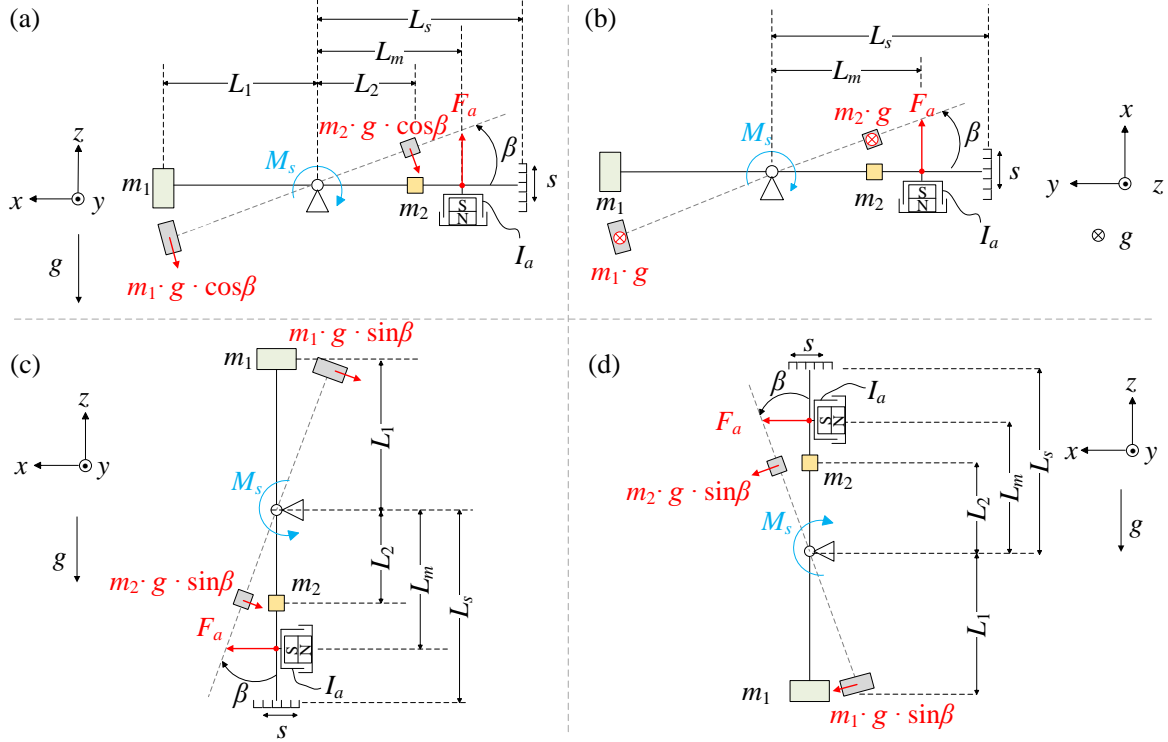 (a)
L_s
L_m
L_1
L_2
F_a
m_2 · g · cosβ
β
z
M_s
m_1
s
x
y
m_2
S
N
I_a
g
m_1 · g · cosβ
(b)
L_s
L_m
F_a
m_2 · g
x
M_s
β
m_1
s
y
z
m_2
S
N
I_a
g
m_1 · g
(c)
m_1 · g · sinβ
m_1
z
L_1
x
y
M_s
g
L_2
L_m
L_s
m_2 · g · sinβ
m_2
F_a
S
N
β
I_a
s
(d)
s
β
I_a
F_a
S
N
z
L_s
x
y
m_2
L_m
m_2 · g · sinβ
L_2
M_s
g
L_1
m_1
m_1 · g · sinβ